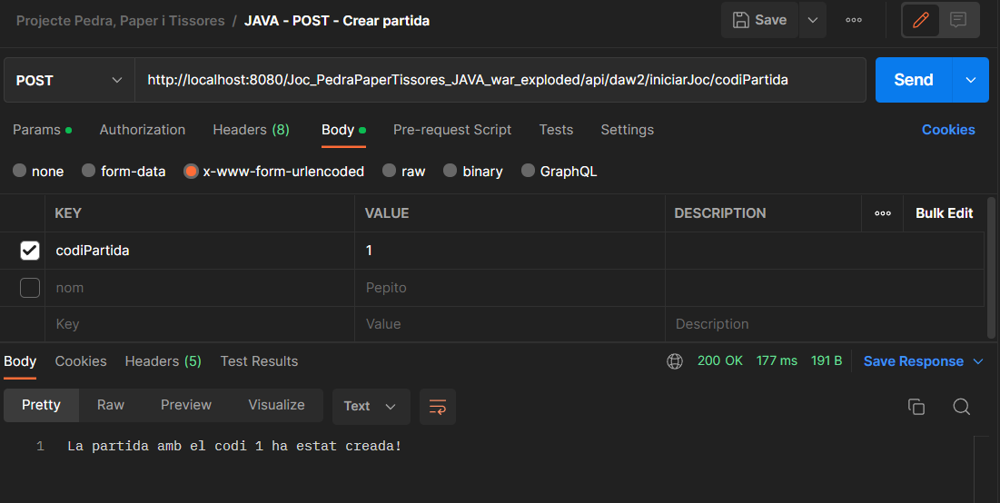 Projecte Pedra, Paper i Tissores / JAVA - POST - Crear partida Save
POST http://localhost:8080/Joc_PedraPaperTissores_JAVA_war_exploded/api/daw2/iniciarJoc/codiPartida Send
Params Authorization Headers (8) Body Pre-request Script Tests Settings Cookies
none form-data x-www-form-urlencoded raw binary GraphQL
KEY VALUE DESCRIPTION Bulk Edit
codiPartida 1
nom Pepito
Key Value Description
Body Cookies Headers (5) Test Results 200 OK 177 ms 191 B Save Response
Pretty Raw Preview Visualize Text
1 La partida amb el codi 1 ha estat creada!